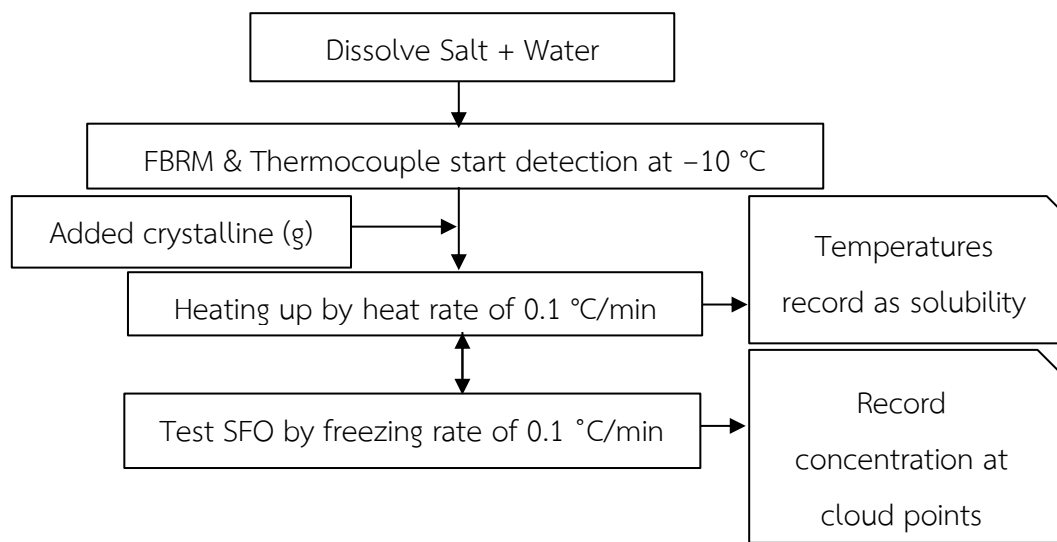 Dissolve Salt + Water
FBRM & Thermocouple start detection at –10 °C
Added crystalline (g)
Heating up by heat rate of 0.1 °C/min
Temperatures
record as solubility
Test SFO by freezing rate of 0.1 ˚C/min
Record
concentration at
cloud points